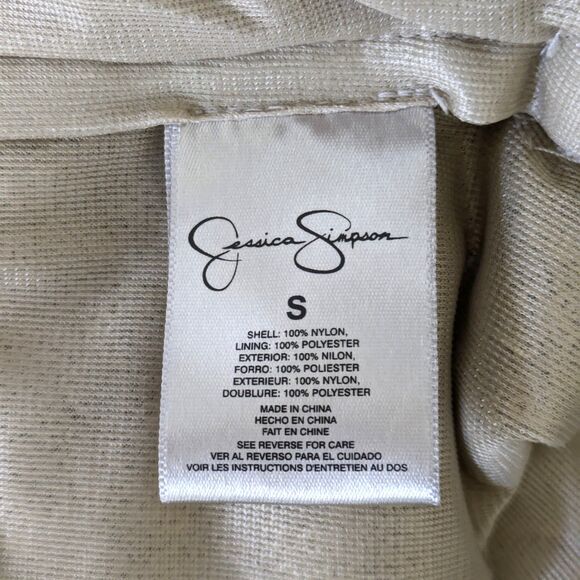 Jessica Simpson
S
SHELL: 100% NYLON,
LINING: 100% POLYESTER
EXTERIOR: 100% NILON,
FORRO: 100% POLIESTER
EXTERIEUR: 100% NYLON,
DOUBLURE: 100% POLYESTER
MADE IN CHINA
HECHO EN CHINA
FAIT EN CHINE
SEE REVERSE FOR CARE
VER AL REVERSO PARA EL CUIDADO
VOIR LES INSTRUCTIONS D'ENTRETIEN AU DOS